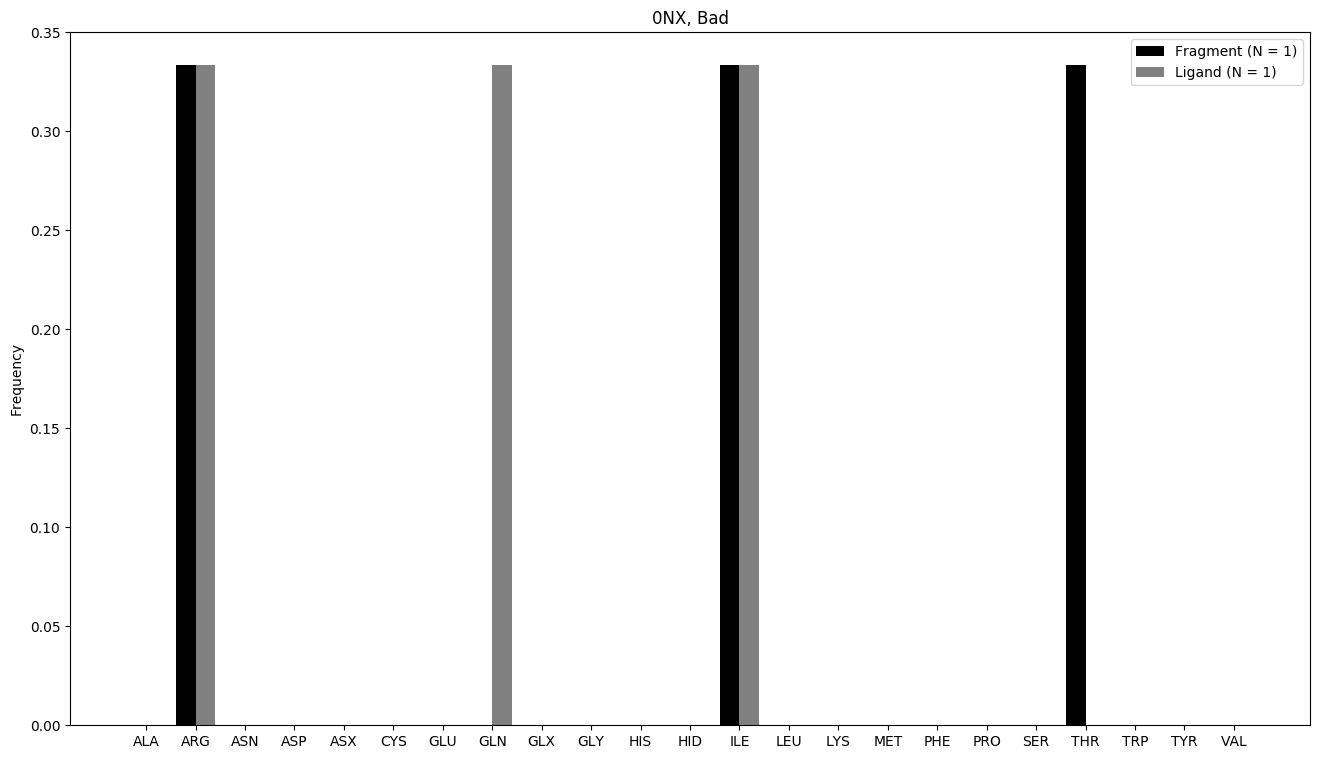 0NX, Bad
Fragment (N = 1)
Ligand (N = 1)
0.35
0.30
0.25
0.20
0.15
0.10
0.05
0.00
Frequency
ALA ARG ASN ASP ASX CYS GLU GLN GLX GLY HIS HID ILE LEU LYS MET PHE PRO SER THR TRP TYR VAL